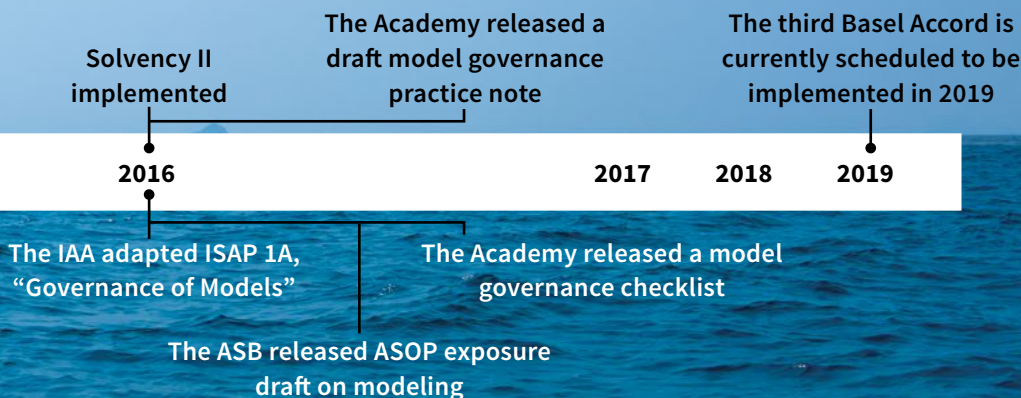 Solvency II
implemented
The Academy released a
draft model governance
practice note
The third Basel Accord is
currently scheduled to be
implemented in 2019
2016
2017
2018
2019
The IAA adapted ISAP 1A,
“Governance of Models”
The Academy released a model
governance checklist
The ASB released ASOP exposure
draft on modeling